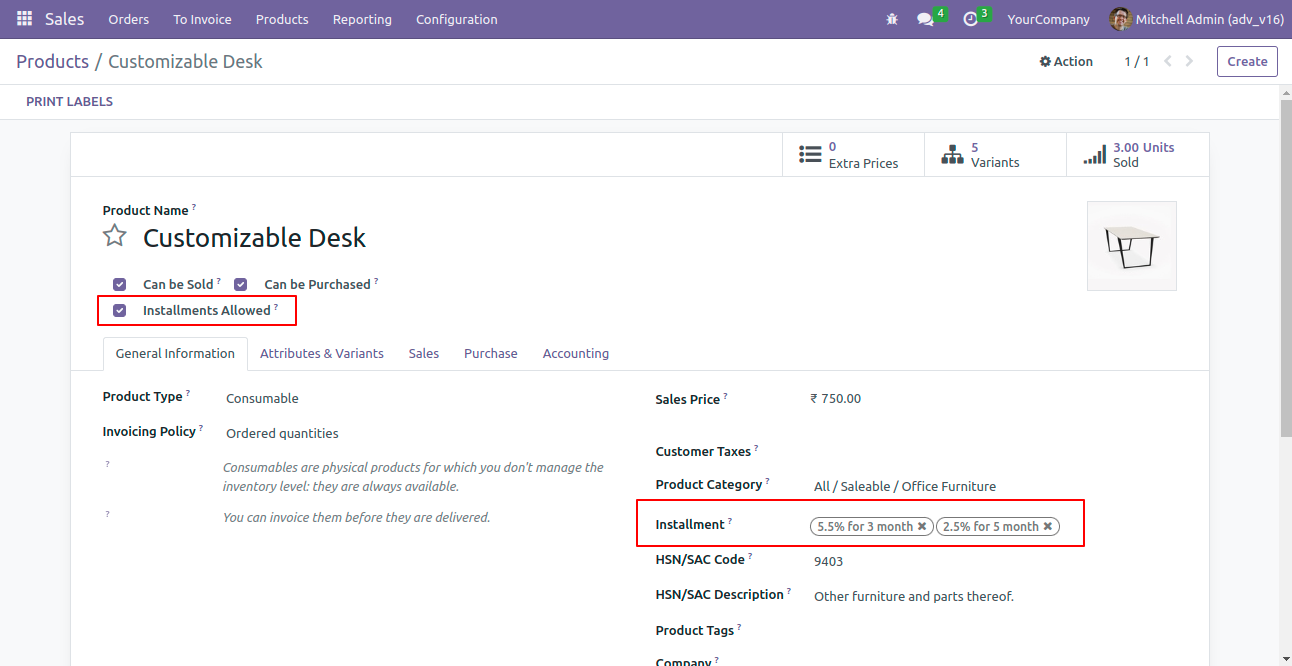 Sales Orders To Invoice Products Reporting Configuration 4 3 YourCompany Mitchell Admin (adv_v16)
Products / Customizable Desk Action 1 / 1 Create
PRINT LABELS
0 Extra Prices
5 Variants
3.00 Units Sold
Product Name ?
Customizable Desk
Can be Sold ? Can be Purchased ?
Installments Allowed ?
General Information Attributes & Variants Sales Purchase Accounting
Product Type ? Consumable
Invoicing Policy ? Ordered quantities
? Consumables are physical products for which you don't manage the
inventory level: they are always available.
? You can invoice them before they are delivered.
Sales Price ? ₹ 750.00
Customer Taxes ?
Product Category ? All / Saleable / Office Furniture
Installment ? 5.5% for 3 month ✖ 2.5% for 5 month ✖
HSN/SAC Code ? 9403
HSN/SAC Description ? Other furniture and parts thereof.
Product Tags ?
Company ?